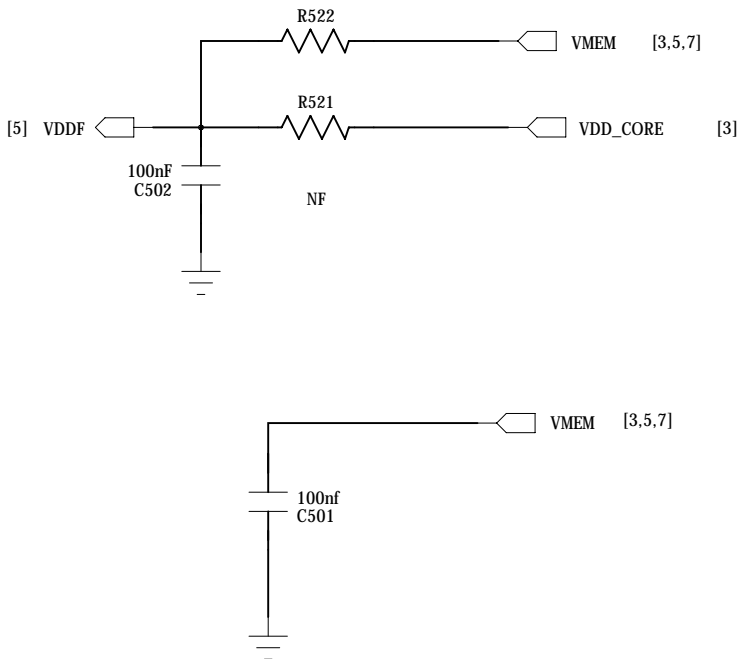 R522
VMEM [3,5,7]
R521
[5] VDDF
VDD_CORE [3]
100nF
C502
NF
VMEM [3,5,7]
100nf
C501